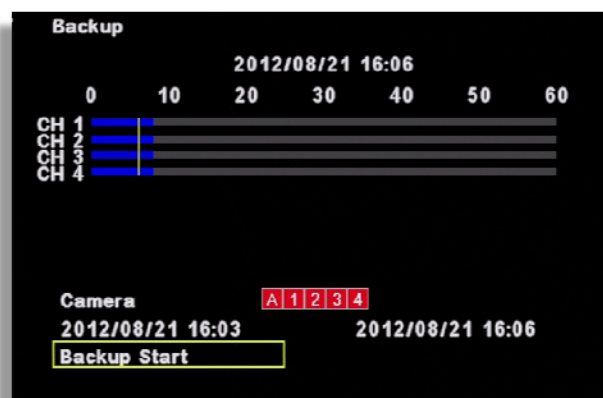 Backup
2012/08/21 16:06
0 10 20 30 40 50 60
CH 1
CH 2
CH 3
CH 4
Camera A 1 2 3 4
2012/08/21 16:03 2012/08/21 16:06
Backup Start